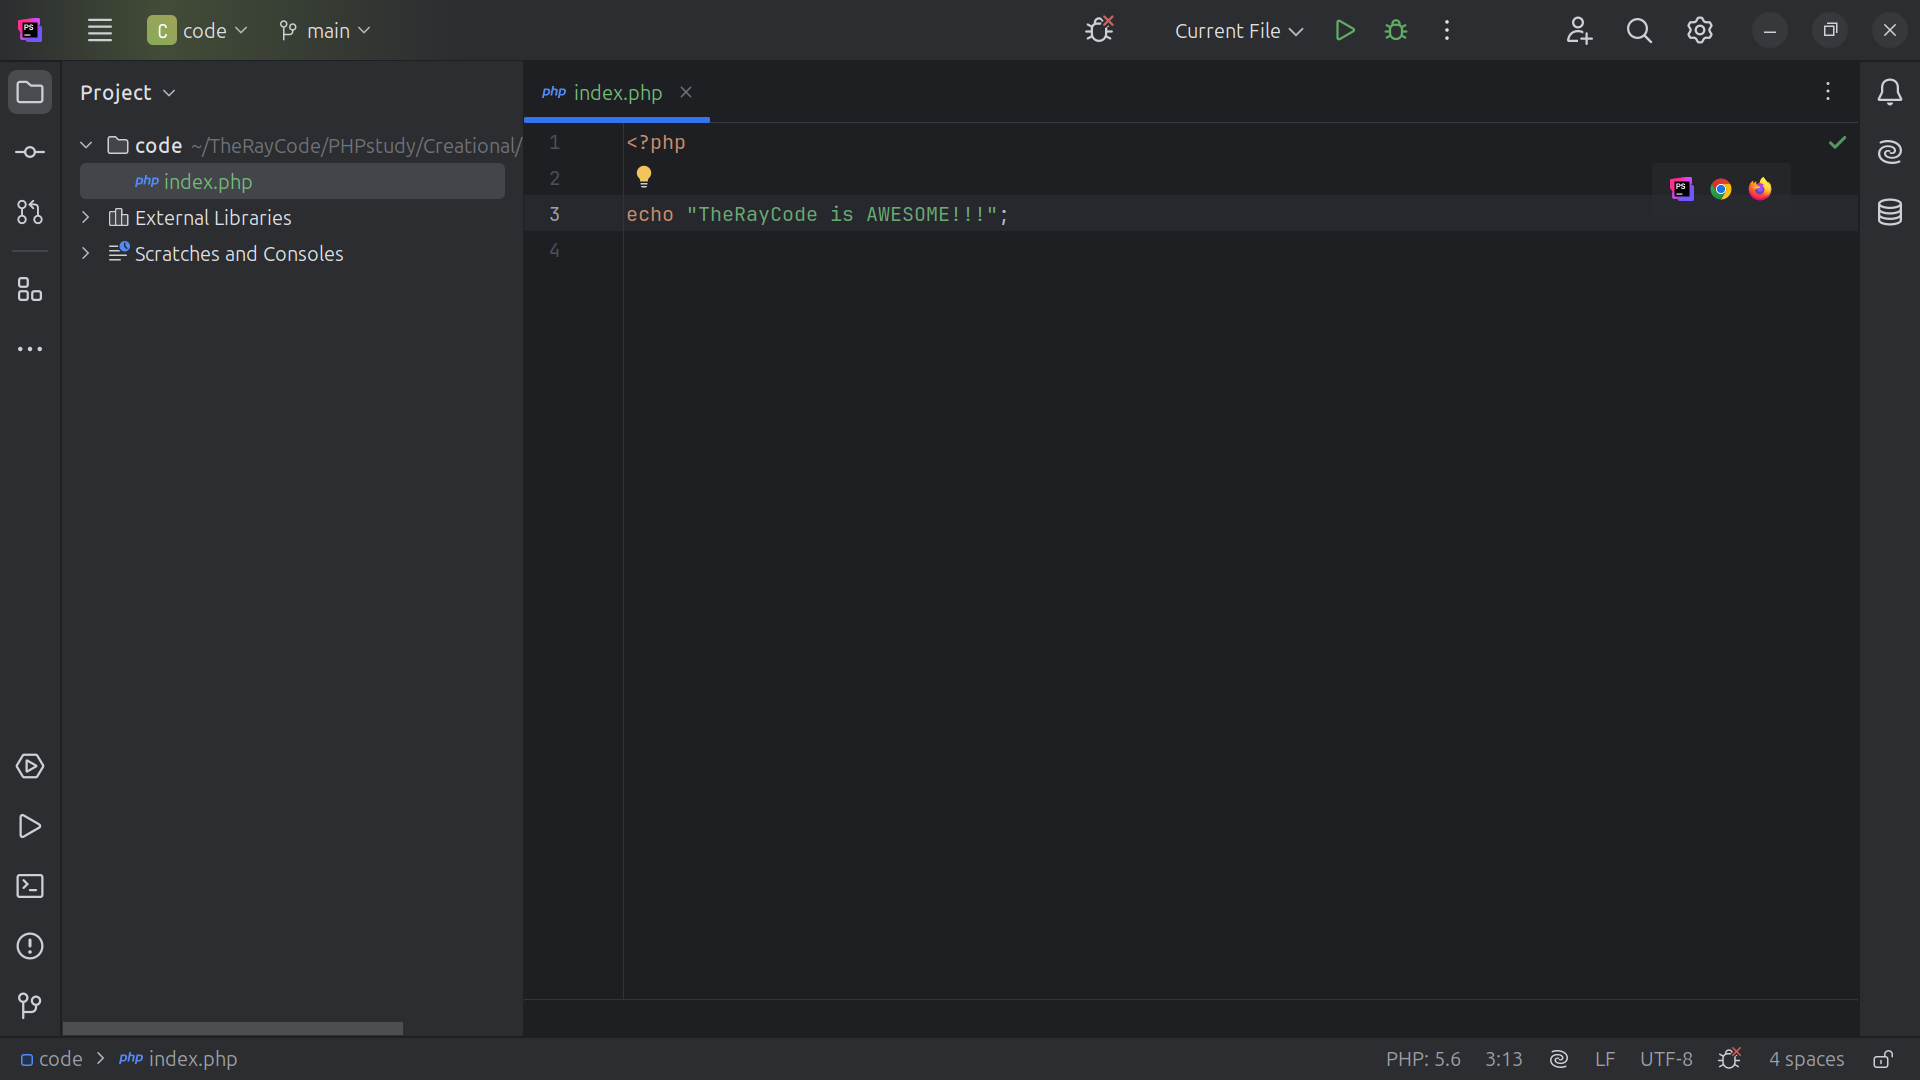 PS
C code
main
Current File
Project
php index.php
code ~/TheRayCode/PHPstudy/Creational/
php index.php
External Libraries
Scratches and Consoles
1 <?php
2
3 echo "TheRayCode is AWESOME!!!";
4
PS
code > php index.php
PHP: 5.6
3:13
LF
UTF-8
4 spaces